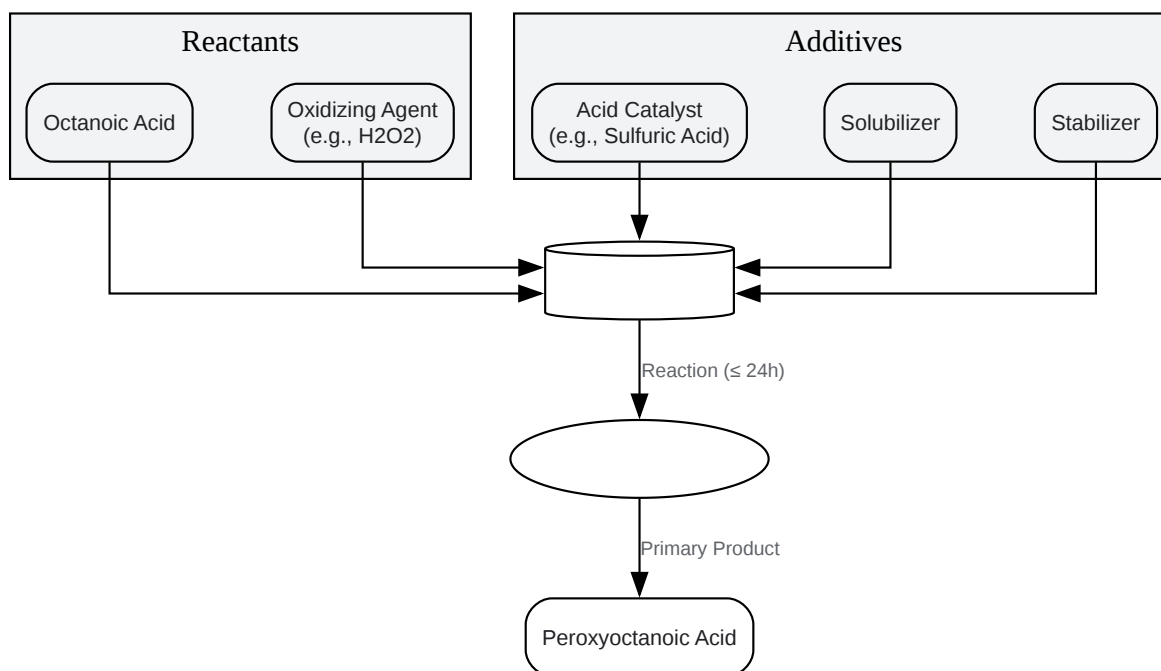 Reactants
Additives
Octanoic Acid
Oxidizing Agent
(e.g., H2O2)
Acid Catalyst
(e.g., Sulfuric Acid)
Solubilizer
Stabilizer
Reaction (≤ 24h)
Primary Product
Peroxyoctanoic Acid